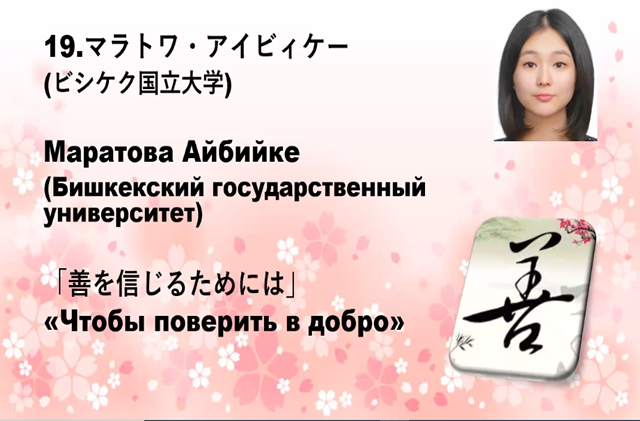 19.マラトワ・アイビィケー
(ビシケク国立大学)
Маратова Айбийке
(Бишкекский государственный
университет)
「善を信じるためには」
«Чтобы поверить в добро»
善